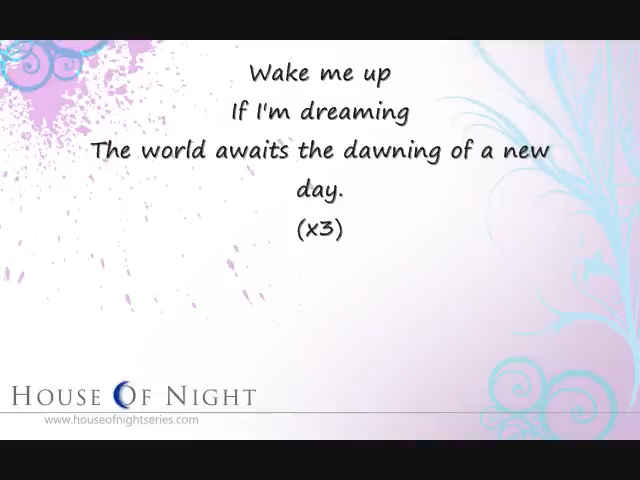 Wake me up
If I'm dreaming
The world awaits the dawning of a new
day.
(x3)
HOUSE OF NIGHT
www.houseofnightseries.com